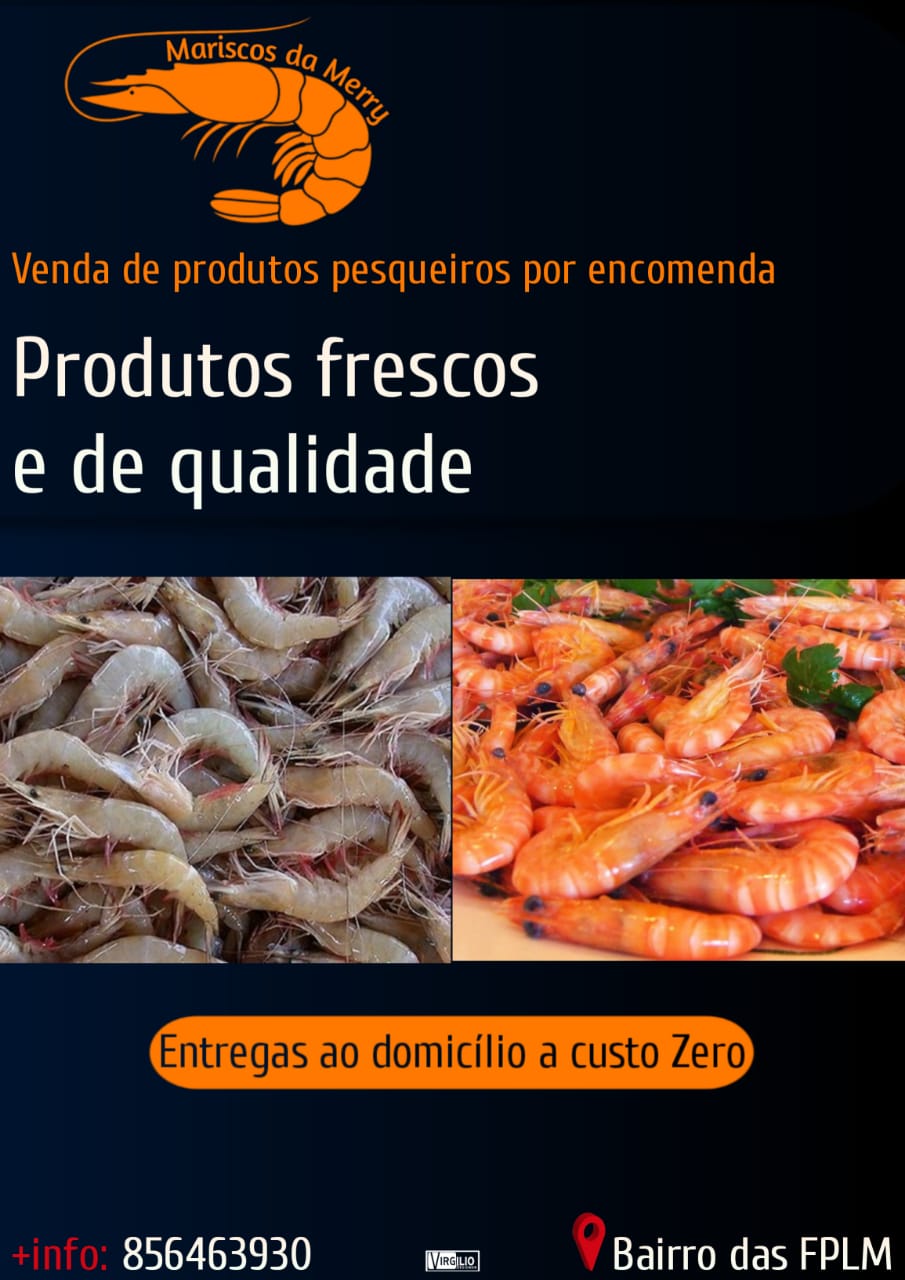 Mariscos da Merry
Venda de produtos pesqueiros por encomenda
Produtos frescos
e de qualidade
Entregas ao domicílio a custo Zero
+info: 856463930
VIRGILIO
Bairro das FPLM